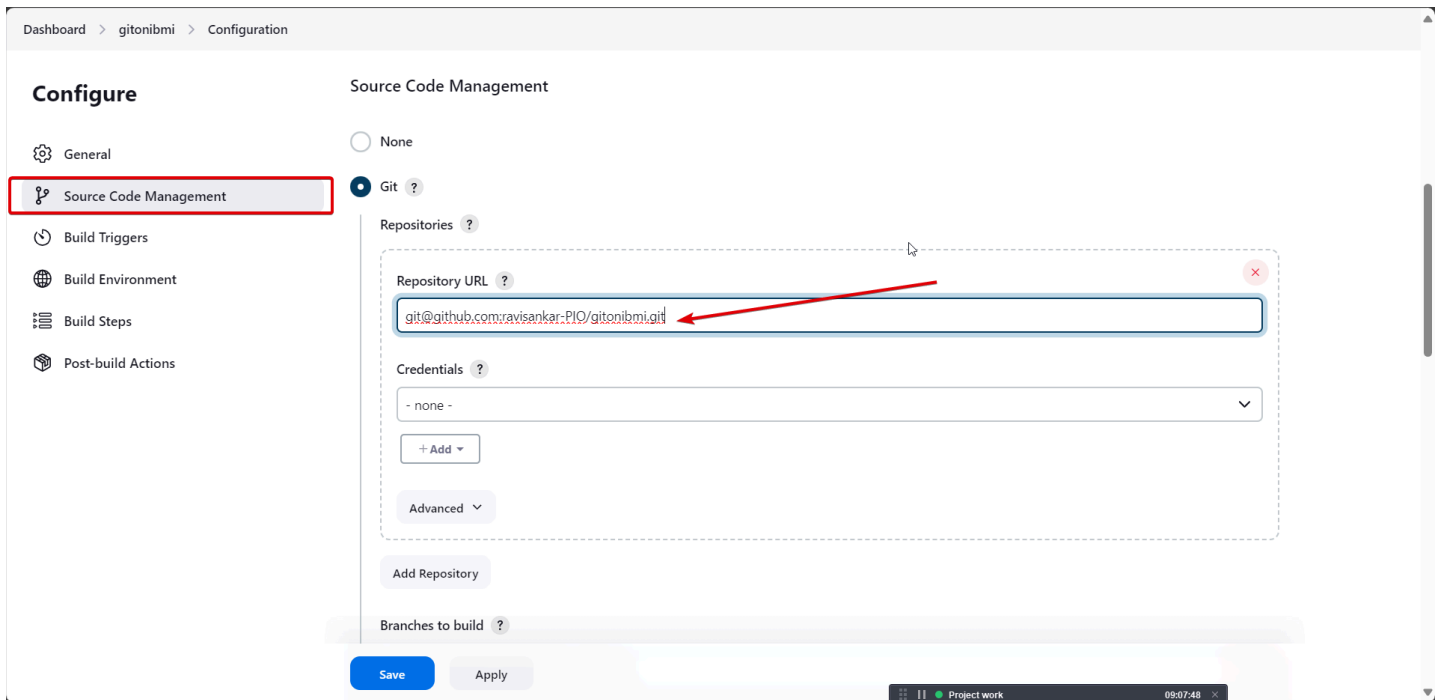 Dashboard > gitonibmi > Configuration
Configure
General
Source Code Management
Build Triggers
Build Environment
Build Steps
Post-build Actions
Source Code Management
None
Git ?
Repositories ?
Repository URL ?
git@github.com:ravisankar-PIO/gitonibmi.git
Credentials ?
- none -
+ Add
Advanced
Add Repository
Branches to build ?
Save
Apply
Project work 09:07:48